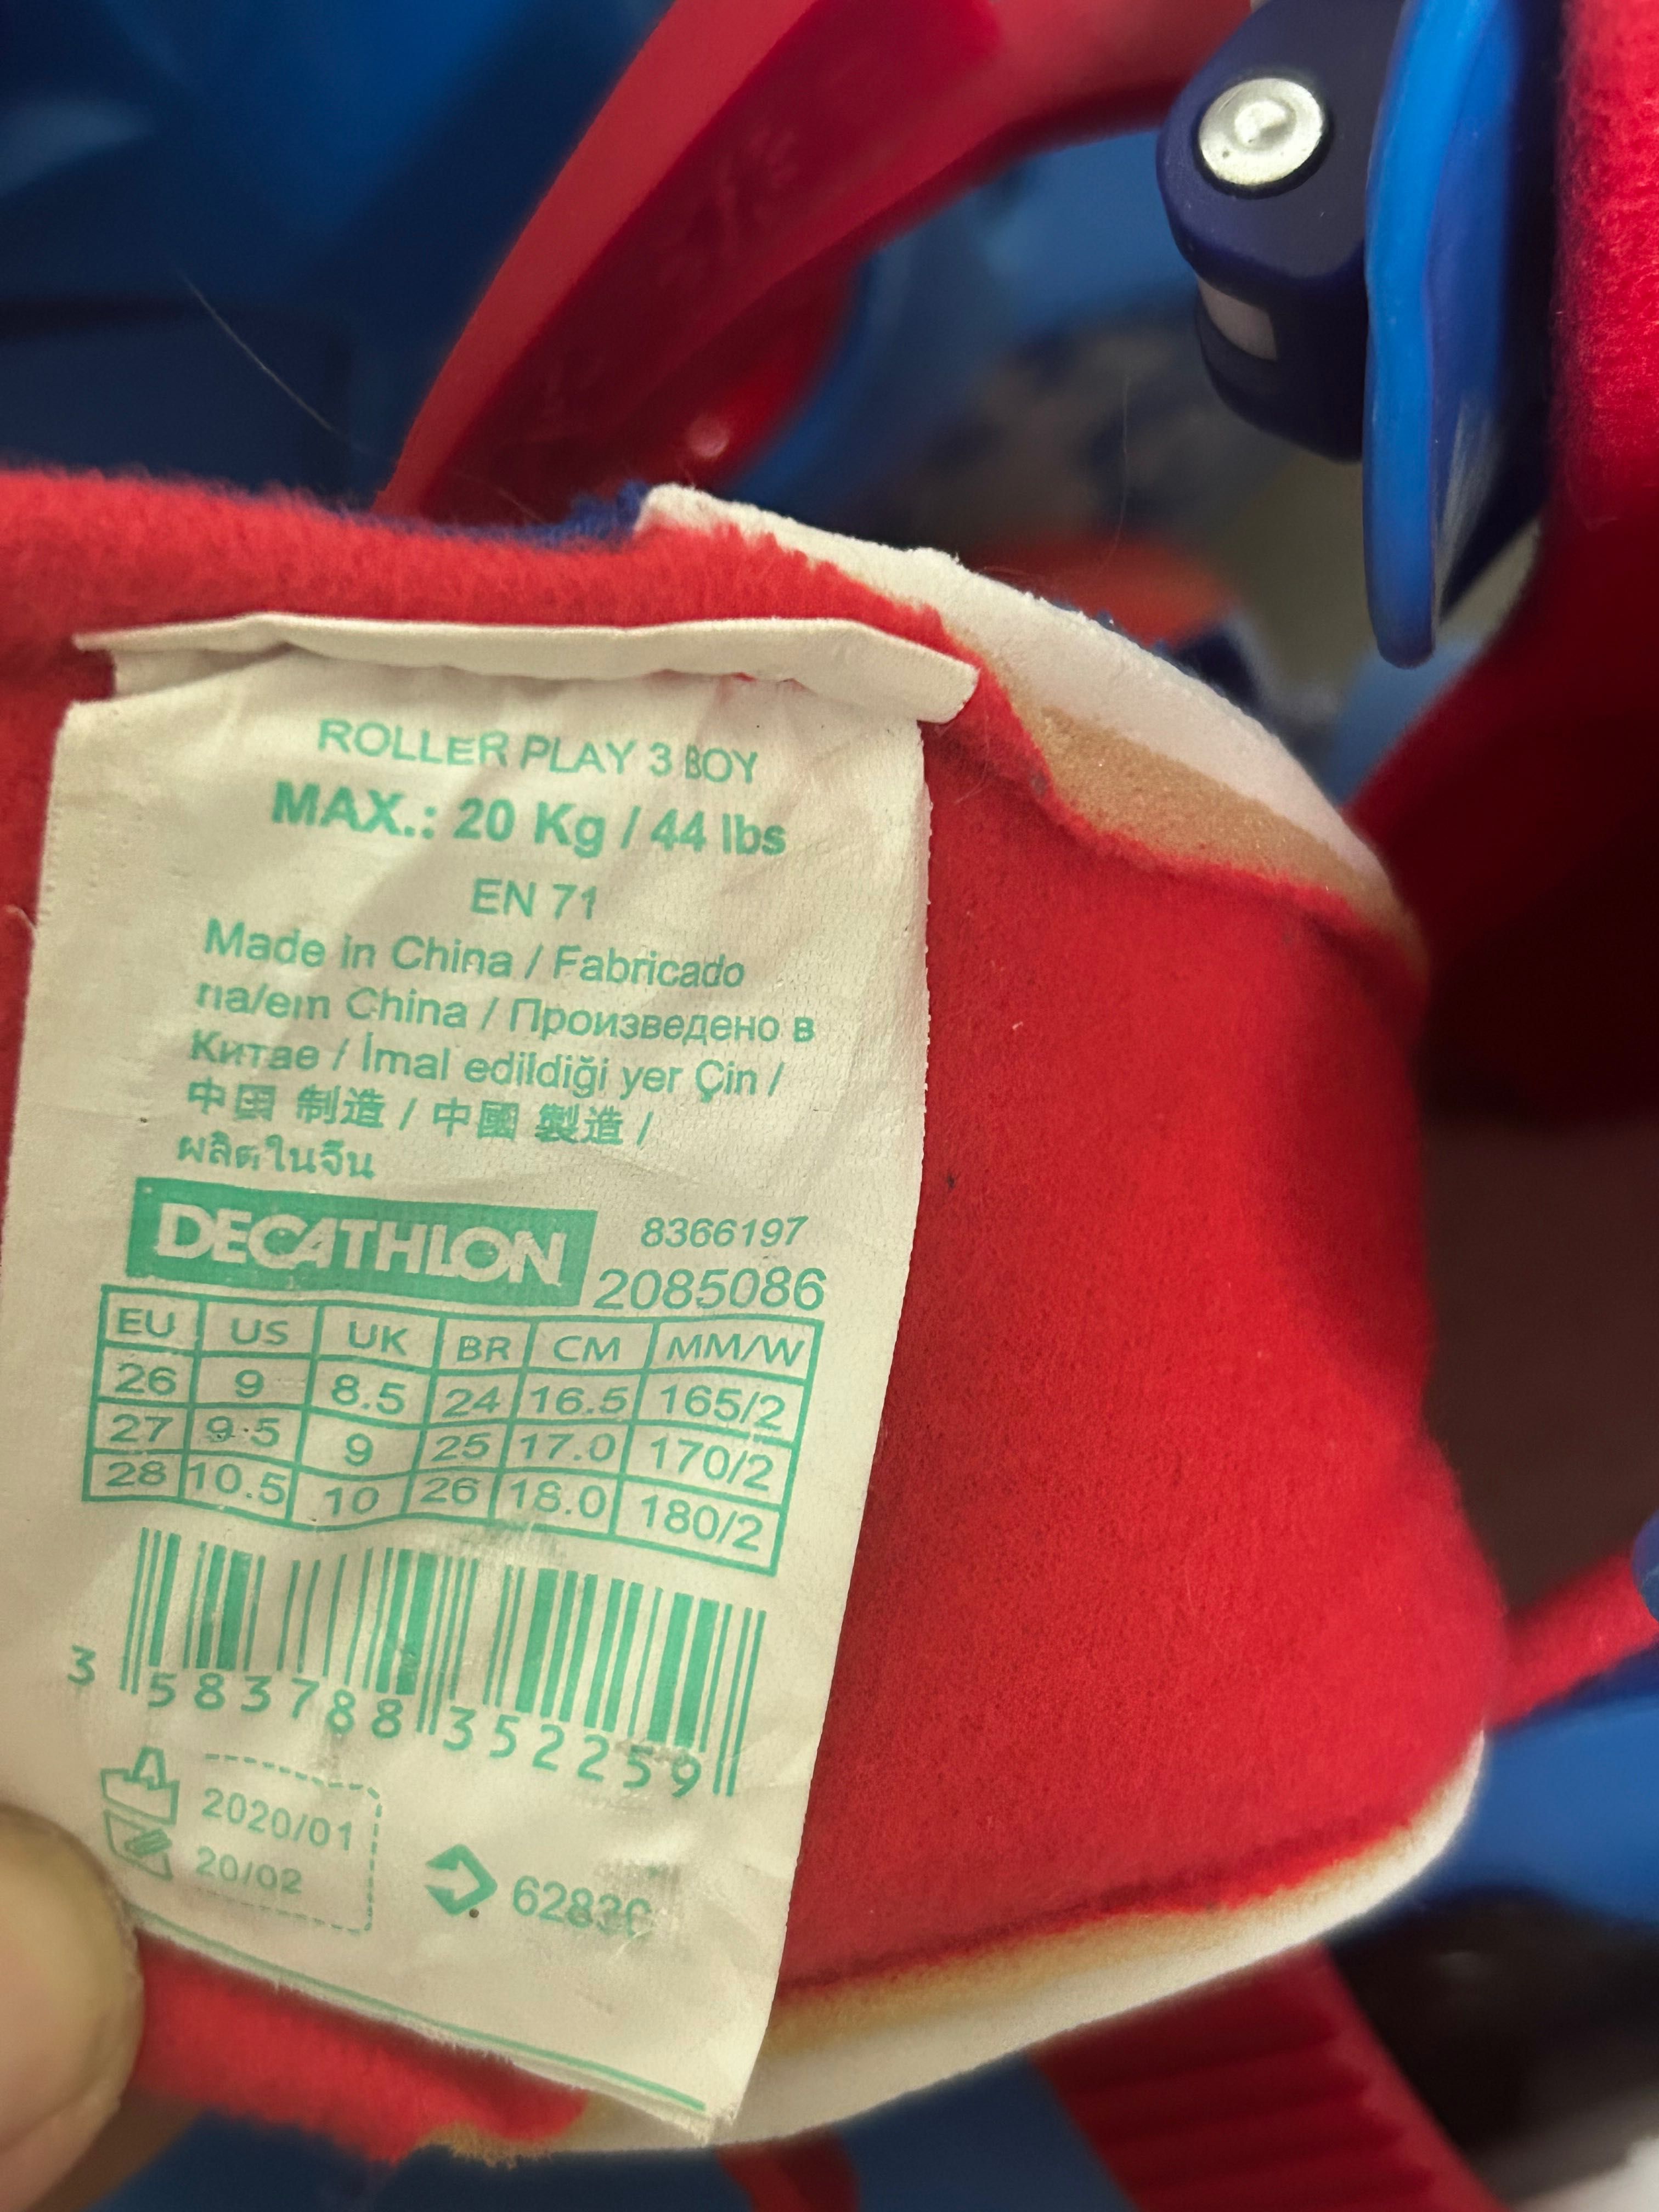 ROLLER PLAY 3 BOY
MAX.: 20 Kg / 44 lbs
EN 71
Made in China / Fabricado
na/em China / Произведено в
Китае / İmal edildiği yer Çin /
中国 制造 / 中國 製造 /
ผลิตในจีน
DECATHLON 8366197
2085086
EU US UK BR CM MM/W
26 9 8.5 24 16.5 165/2
27 9.5 9 25 17.0 170/2
28 10.5 10 26 18.0 180/2
3 583788 352259
2020/01
20/02